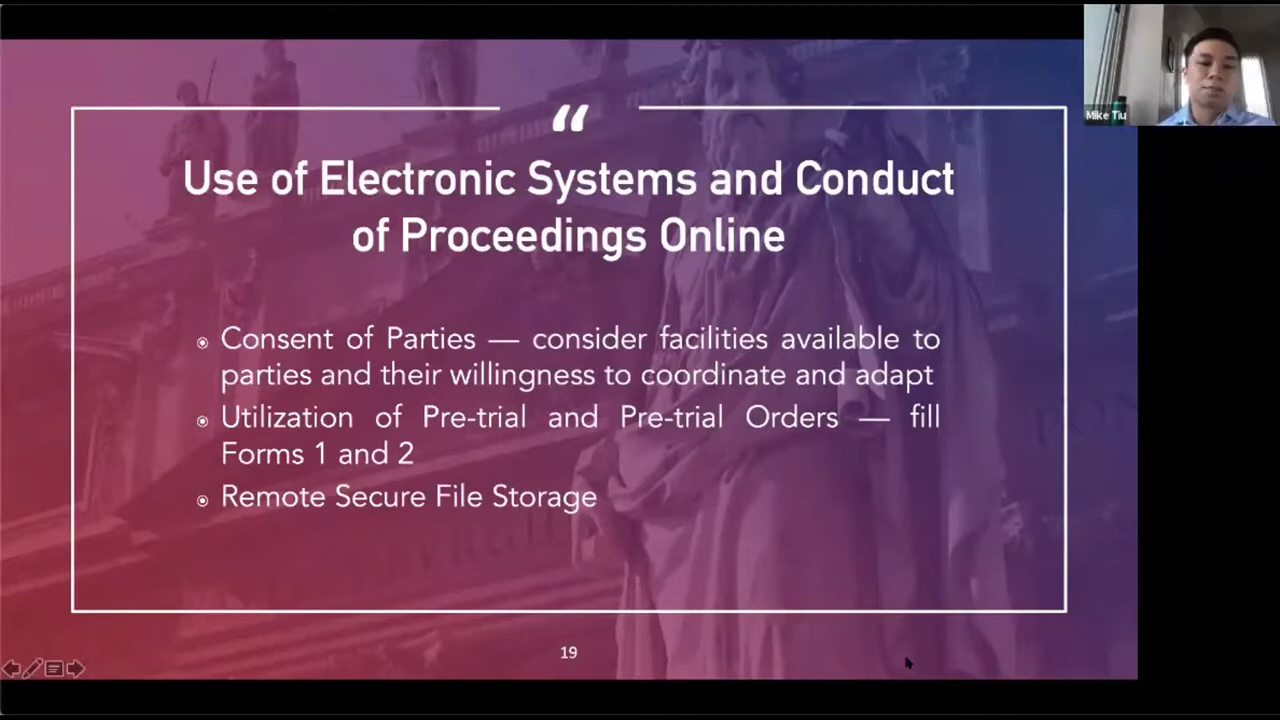 Mike Tiu
“
Use of Electronic Systems and Conduct
of Proceedings Online
Consent of Parties — consider facilities available to
parties and their willingness to coordinate and adapt
Utilization of Pre-trial and Pre-trial Orders — fill
Forms 1 and 2
Remote Secure File Storage
19